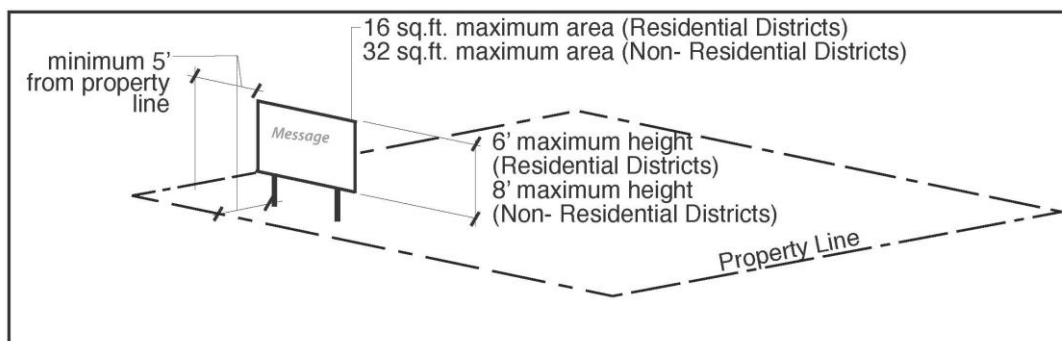 16 sq.ft. maximum area (Residential Districts)
32 sq.ft. maximum area (Non- Residential Districts)
minimum 5'
from property
line
Message
6' maximum height
(Residential Districts)
8' maximum height
(Non- Residential Districts)
Property Line